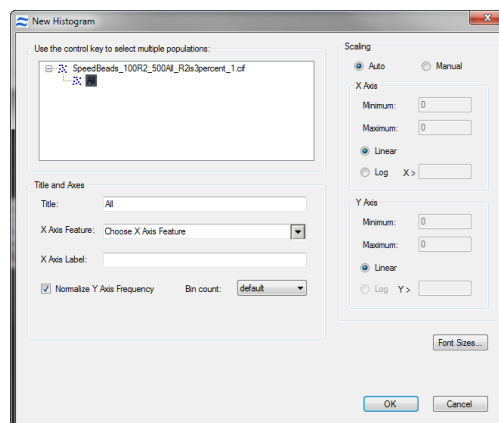 New Histogram
Use the control key to select multiple populations:
SpeedBeads_100R2_500All_R2is3percent_1.cif
All
Title and Axes
Title: All
X Axis Feature: Choose X Axis Feature
X Axis Label:
Normalize Y Axis Frequency Bin count: default
Scaling
Auto Manual
X Axis
Minimum: 0
Maximum: 0
Linear
Log X >
Y Axis
Minimum: 0
Maximum: 0
Linear
Log Y >
Font Sizes...
OK Cancel